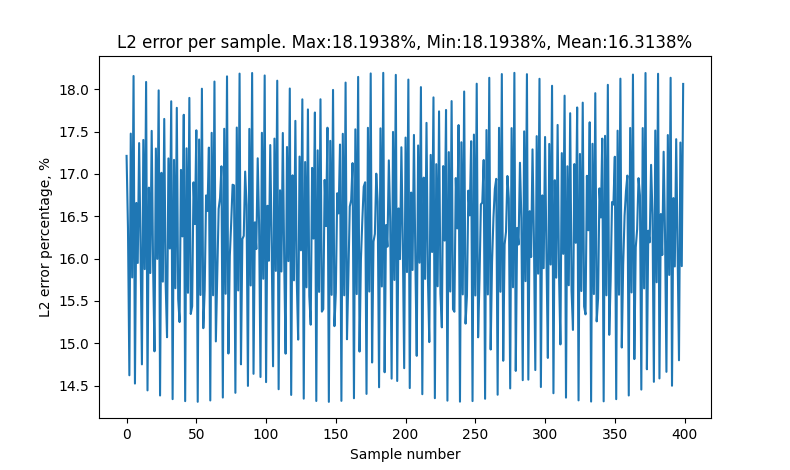 L2 error per sample. Max:18.1938%, Min:18.1938%, Mean:16.3138%
L2 error percentage, %
18.0
17.5
17.0
16.5
16.0
15.5
15.0
14.5
0 50 100 150 200 250 300 350 400
Sample number